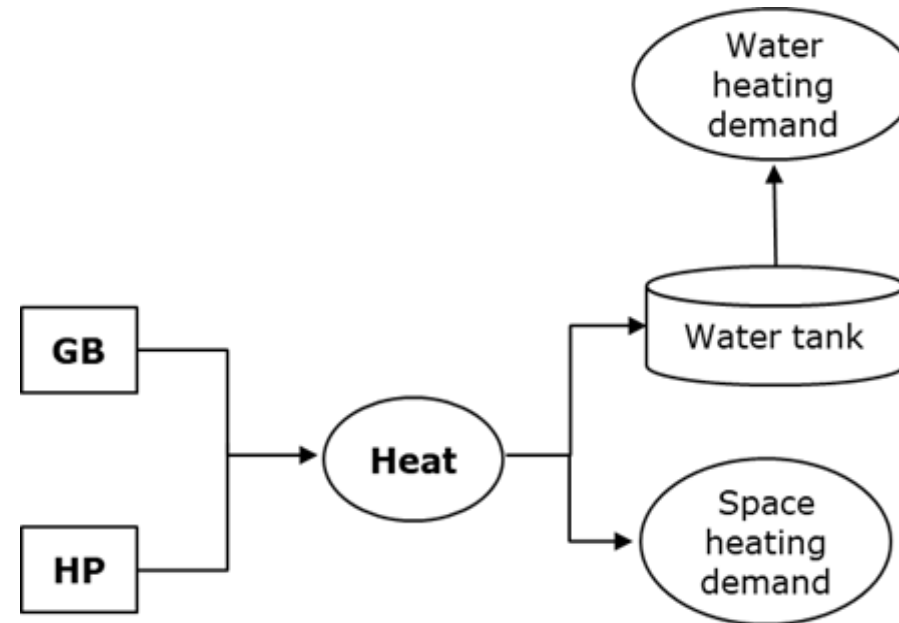 Water
heating
demand
GB
Water tank
Heat
HP
Space
heating
demand